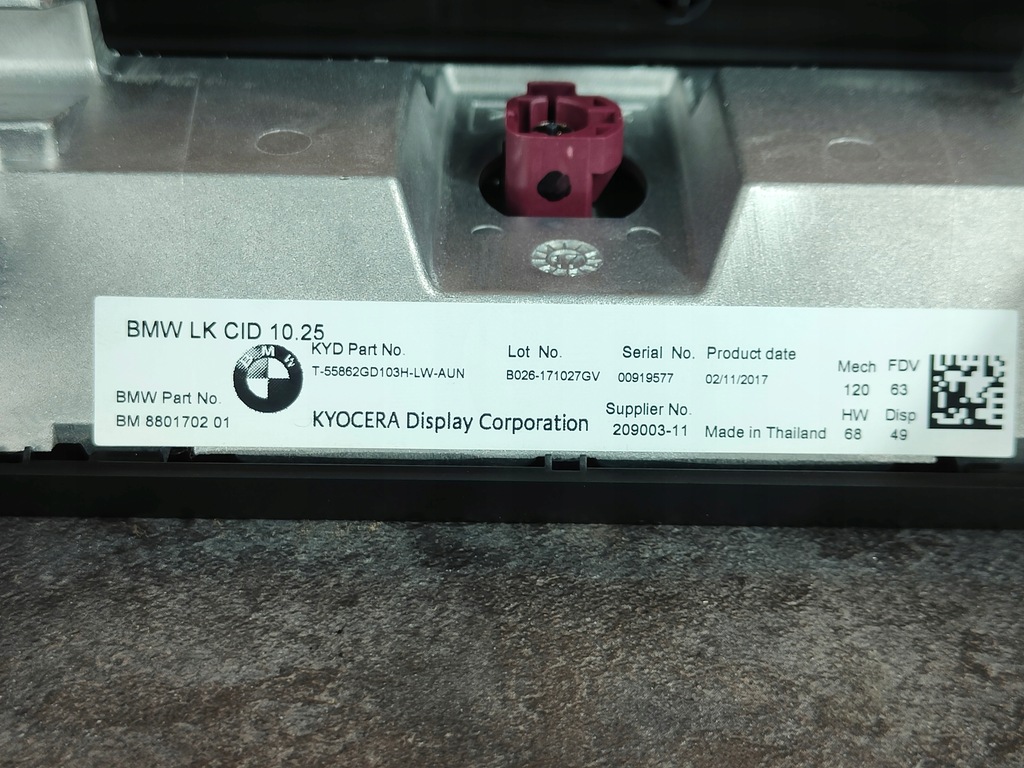 BMW LK CID 10.25
BMW
BMW Part No.
BM 8801702 01
KYD Part No.
T-55862GD103H-LW-AUN
KYOCERA Display Corporation
Lot No.
B026-171027GV
Serial No.
00919577
Product date
02/11/2017
Supplier No.
209003-11
Made in Thailand
Mech FDV
120 63
HW Disp
68 49